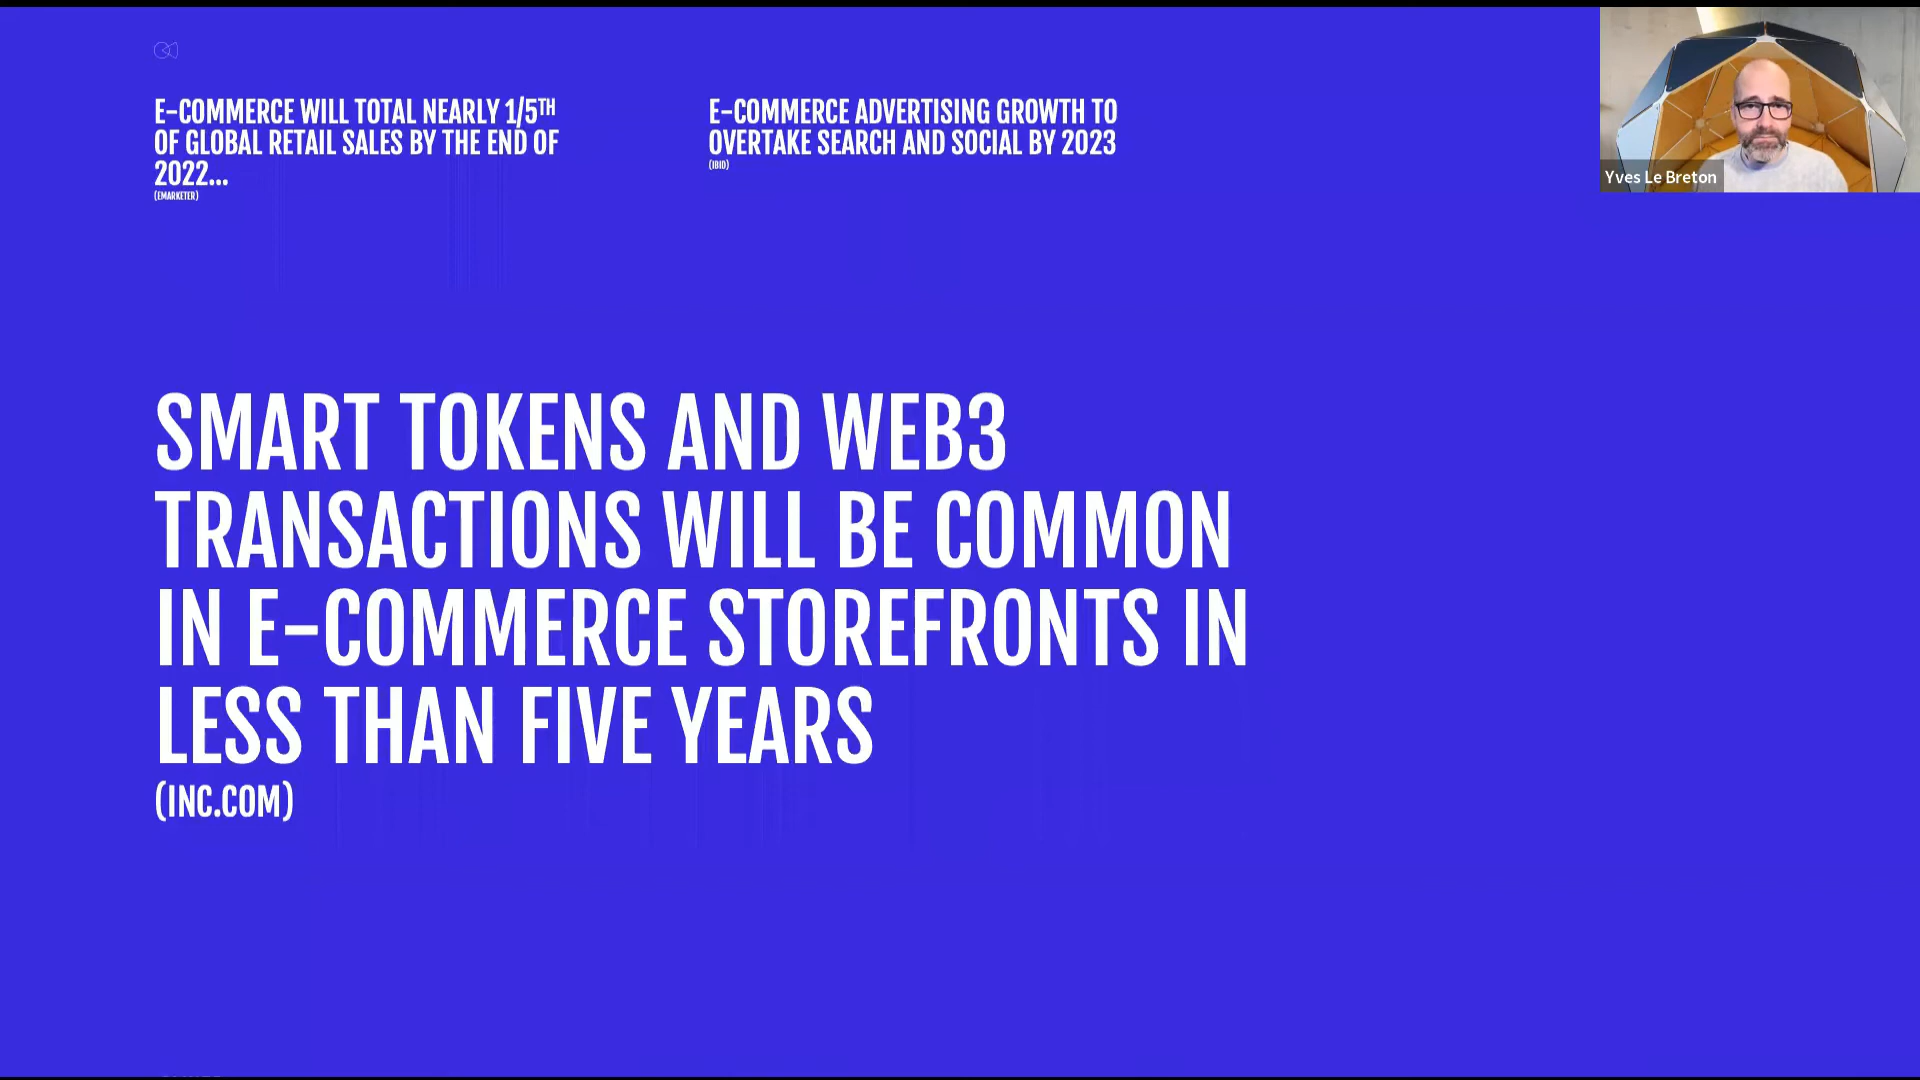 E-COMMERCE WILL TOTAL NEARLY 1/5TH
OF GLOBAL RETAIL SALES BY THE END OF
2022...
(EMARKETER)
E-COMMERCE ADVERTISING GROWTH TO
OVERTAKE SEARCH AND SOCIAL BY 2023
(IBID)
Yves Le Breton
SMART TOKENS AND WEB3
TRANSACTIONS WILL BE COMMON
IN E-COMMERCE STOREFRONTS IN
LESS THAN FIVE YEARS
(INC.COM)